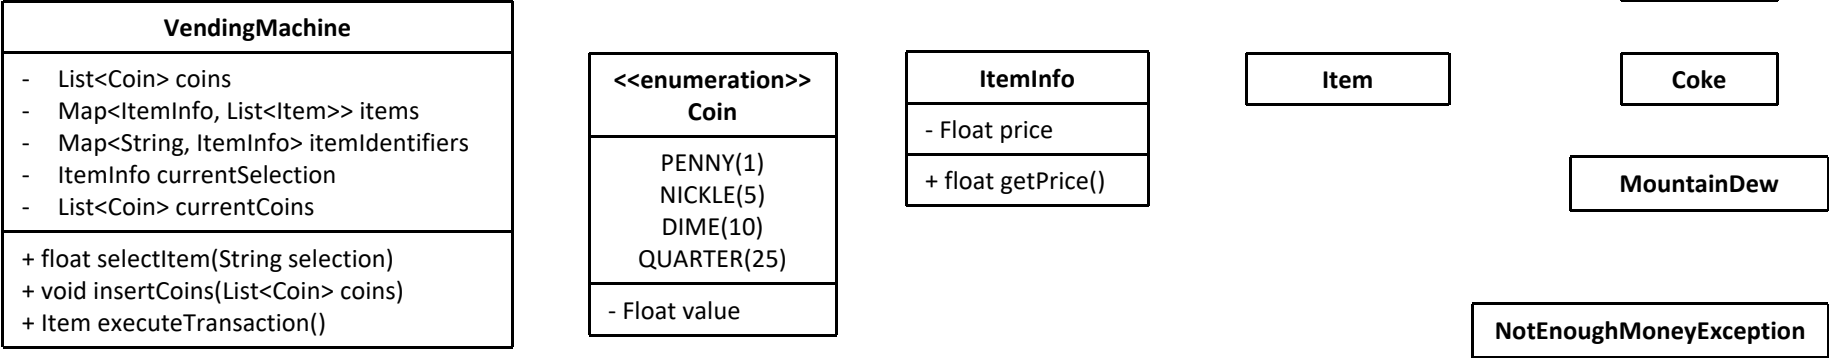 VendingMachine
- List<Coin> coins
- Map<ItemInfo, List<Item>> items
- Map<String, ItemInfo> itemIdentifiers
- ItemInfo currentSelection
- List<Coin> currentCoins
+ float selectItem(String selection)
+ void insertCoins(List<Coin> coins)
+ Item executeTransaction()
<<enumeration>>
Coin
PENNY(1)
NICKLE(5)
DIME(10)
QUARTER(25)
- Float value
ItemInfo
- Float price
+ float getPrice()
Item
Coke
MountainDew
NotEnoughMoneyException